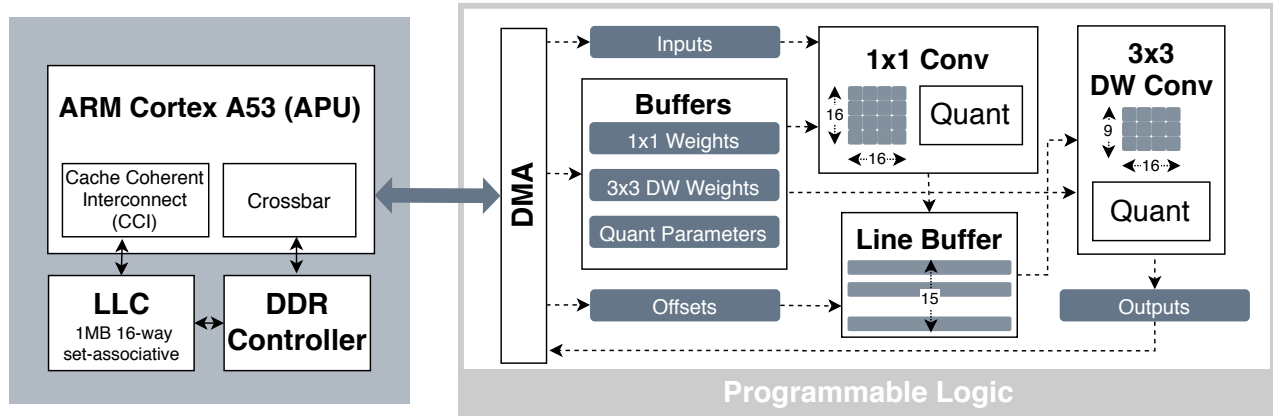 ARM Cortex A53 (APU)
Cache Coherent
Interconnect
(CCI)
Crossbar
LLC
1MB 16-way
set-associative
DDR
Controller
DMA
Inputs
Buffers
1x1 Weights
3x3 DW Weights
Quant Parameters
Offsets
1x1 Conv
16
16
Quant
Line Buffer
15
3x3
DW Conv
9
16
Quant
Outputs
Programmable Logic